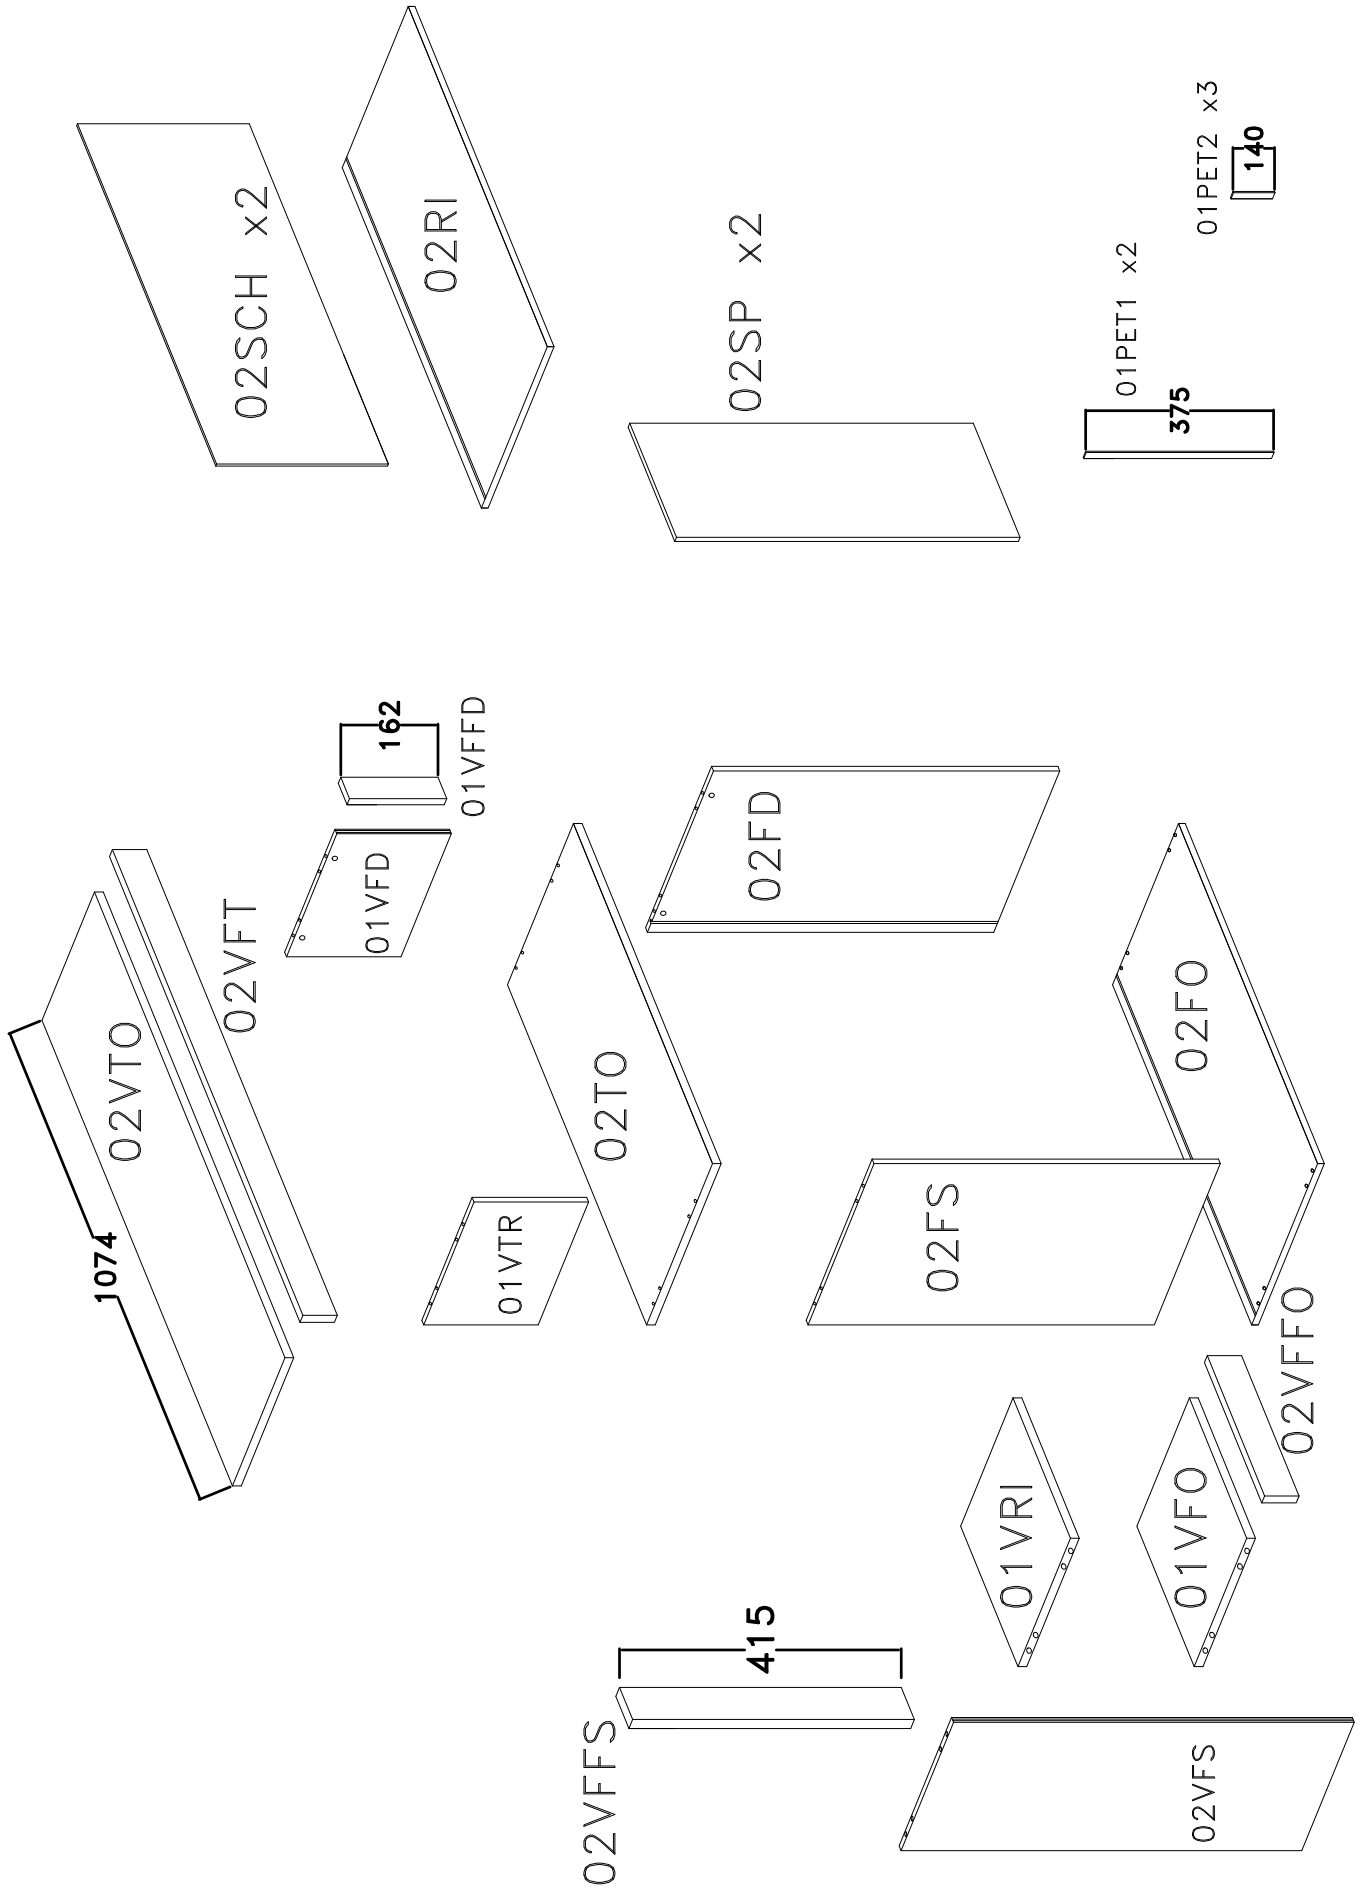 02SCH x2
02RI
02SP x2
01PET1 x2
375
01PET2 x3
140
1074
02VTO
02VFT
01VFD
162
01VFFD
01VTR
02TO
02FD
02FS
02FO
02VFFS
415
02VFS
01VRI
01VFO
02VFFO